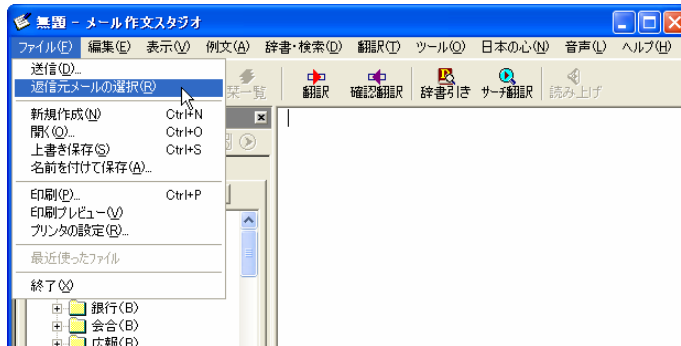 無題 - メール作文スタジオ
ファイル(F) 編集(E) 表示(V) 例文(A) 辞書・検索(D) 翻訳(T) ツール(O) 日本の心(N) 音声(L) ヘルプ(H)
送信(D)...
返信元メールの選択(R)
栞一覧 翻訳 確認翻訳 辞書引き サーチ翻訳 読み上げ
新規作成(N) Ctrl+N
開く(O)... Ctrl+O
上書き保存(S) Ctrl+S
名前を付けて保存(A)...
印刷(P)... Ctrl+P
印刷プレビュー(V)
プリンタの設定(R)...
最近使ったファイル
終了(X)
銀行(B)
会合(B)
広報(B)